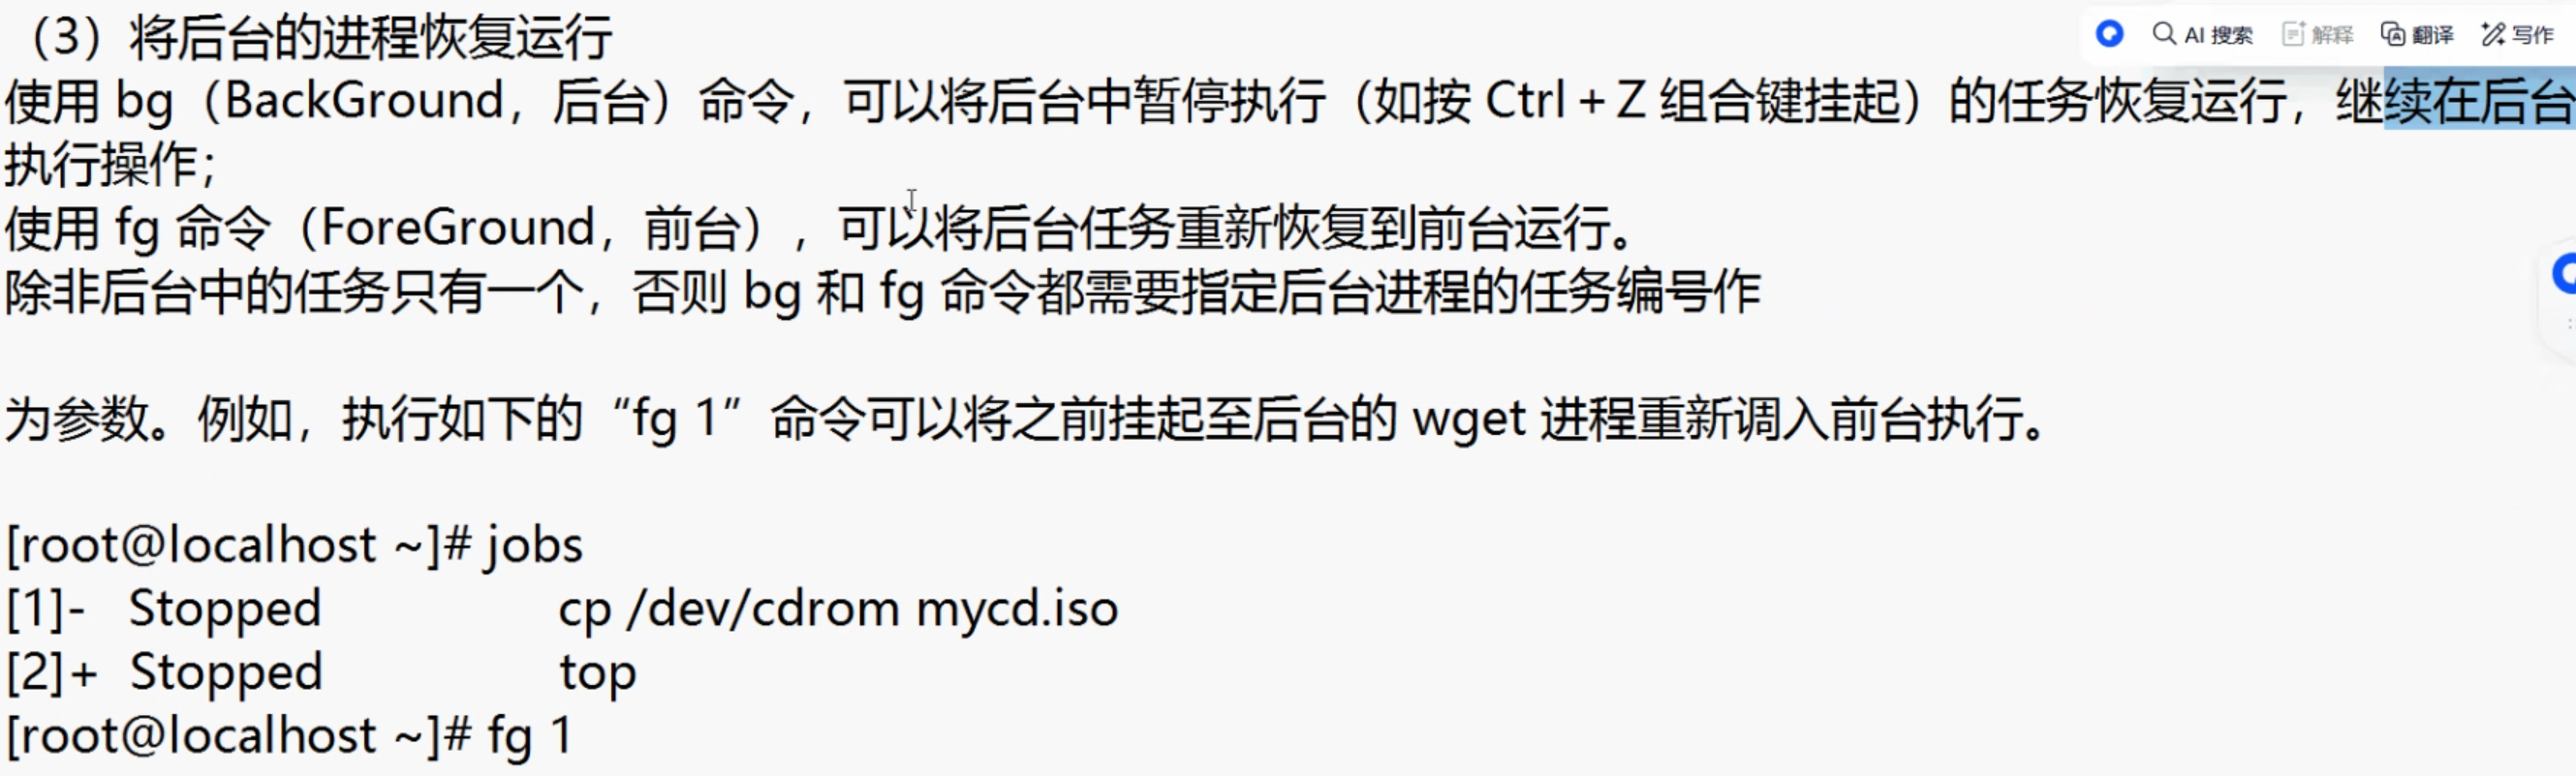 （3）将后台的进程恢复运行
AI 搜索 解释 翻译 写作
使用 bg（BackGround，后台）命令，可以将后台中暂停执行（如按 Ctrl + Z 组合键挂起）的任务恢复运行，继续在后台
执行操作；
使用 fg 命令（ForeGround，前台），可以将后台任务重新恢复到前台运行。
除非后台中的任务只有一个，否则 bg 和 fg 命令都需要指定后台进程的任务编号作
为参数。例如，执行如下的“fg 1”命令可以将之前挂起至后台的 wget 进程重新调入前台执行。
[root@localhost ~]# jobs
[1]- Stopped cp /dev/cdrom mycd.iso
[2]+ Stopped top
[root@localhost ~]# fg 1